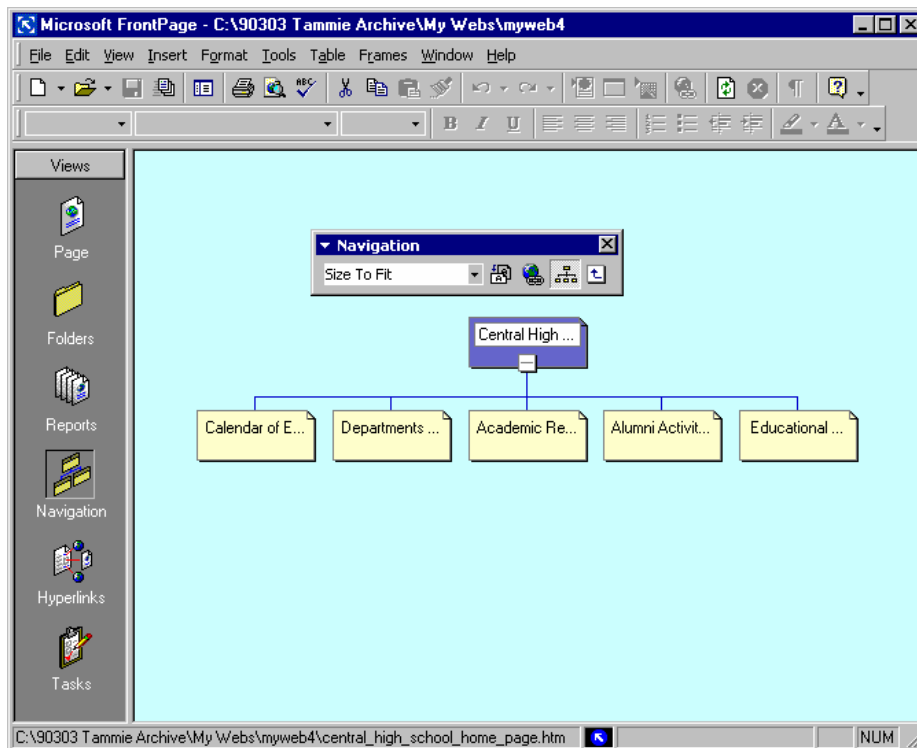 Microsoft FrontPage - C:\90303 Tammie Archive\My Webs\myweb4
File Edit View Insert Format Tools Table Frames Window Help
ABC
B I U A
Views
Page
Folders
Reports
Navigation
Hyperlinks
Tasks
Navigation
Size To Fit
Central High ...
Calendar of E... Departments ... Academic Re... Alumni Activit... Educational ...
C:\90303 Tammie Archive\My Webs\myweb4\central_high_school_home_page.htm NUM